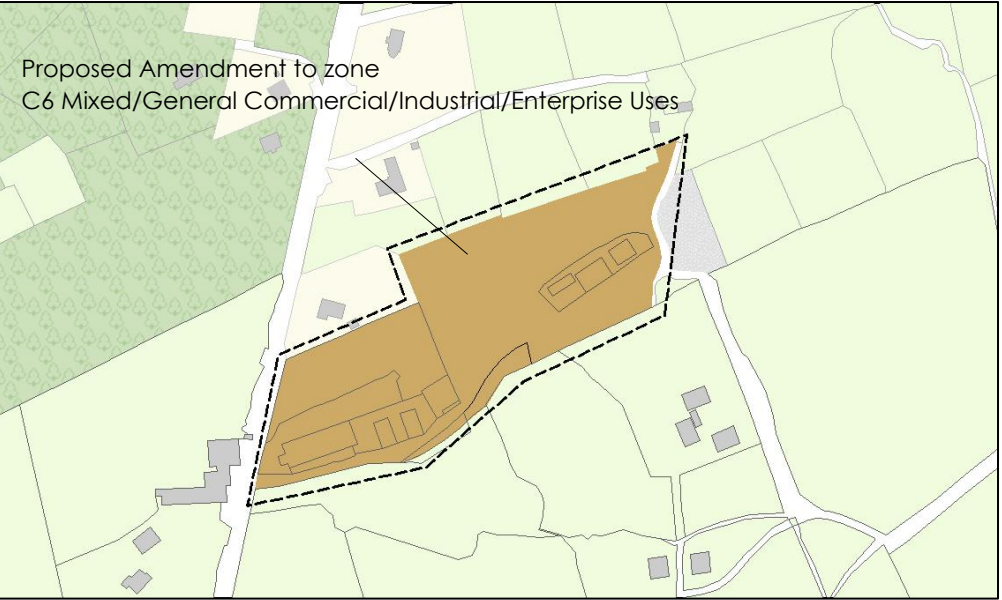 Proposed Amendment to zone
C6 Mixed/General Commercial/Industrial/Enterprise Uses